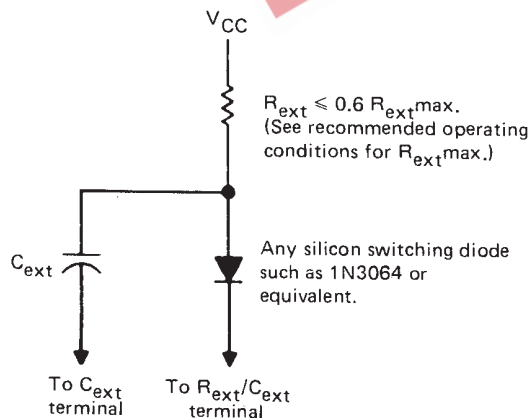 VCC
Rext ≤ 0.6 Rextmax.
(See recommended operating
conditions for Rextmax.)
Cext
Any silicon switching diode
such as 1N3064 or
equivalent.
To Cext
terminal
To Rext/Cext
terminal